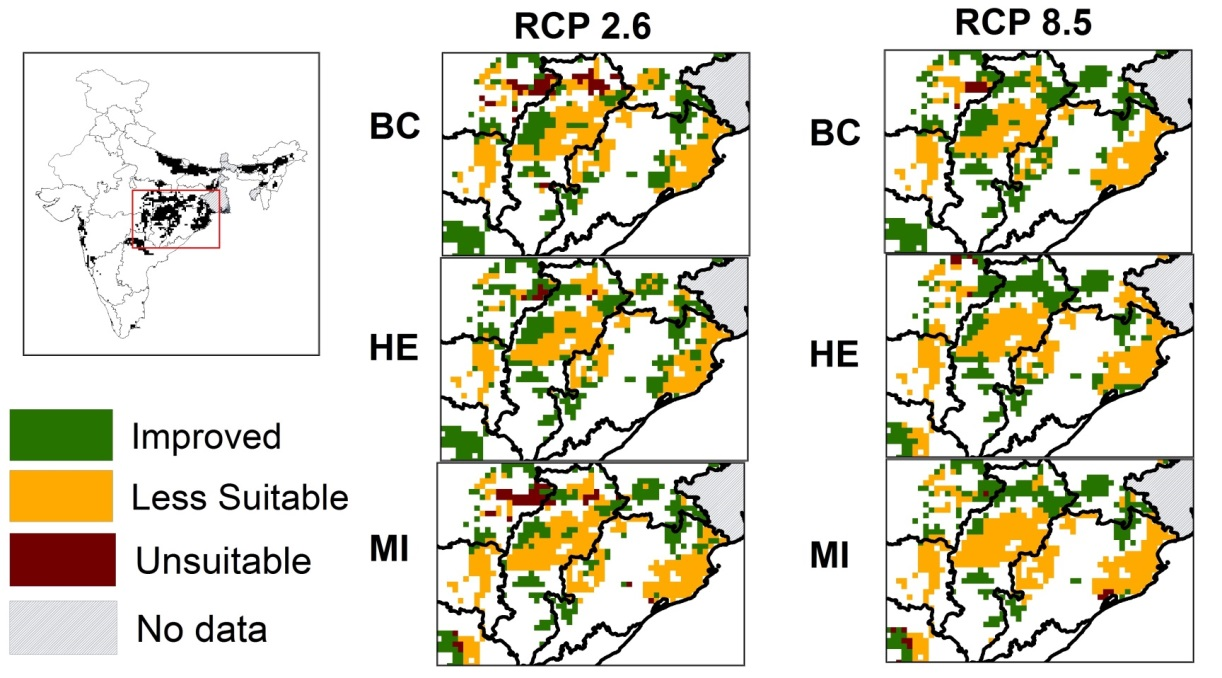 RCP 2.6
RCP 8.5
BC
BC
HE
HE
MI
MI
Improved
Less Suitable
Unsuitable
No data